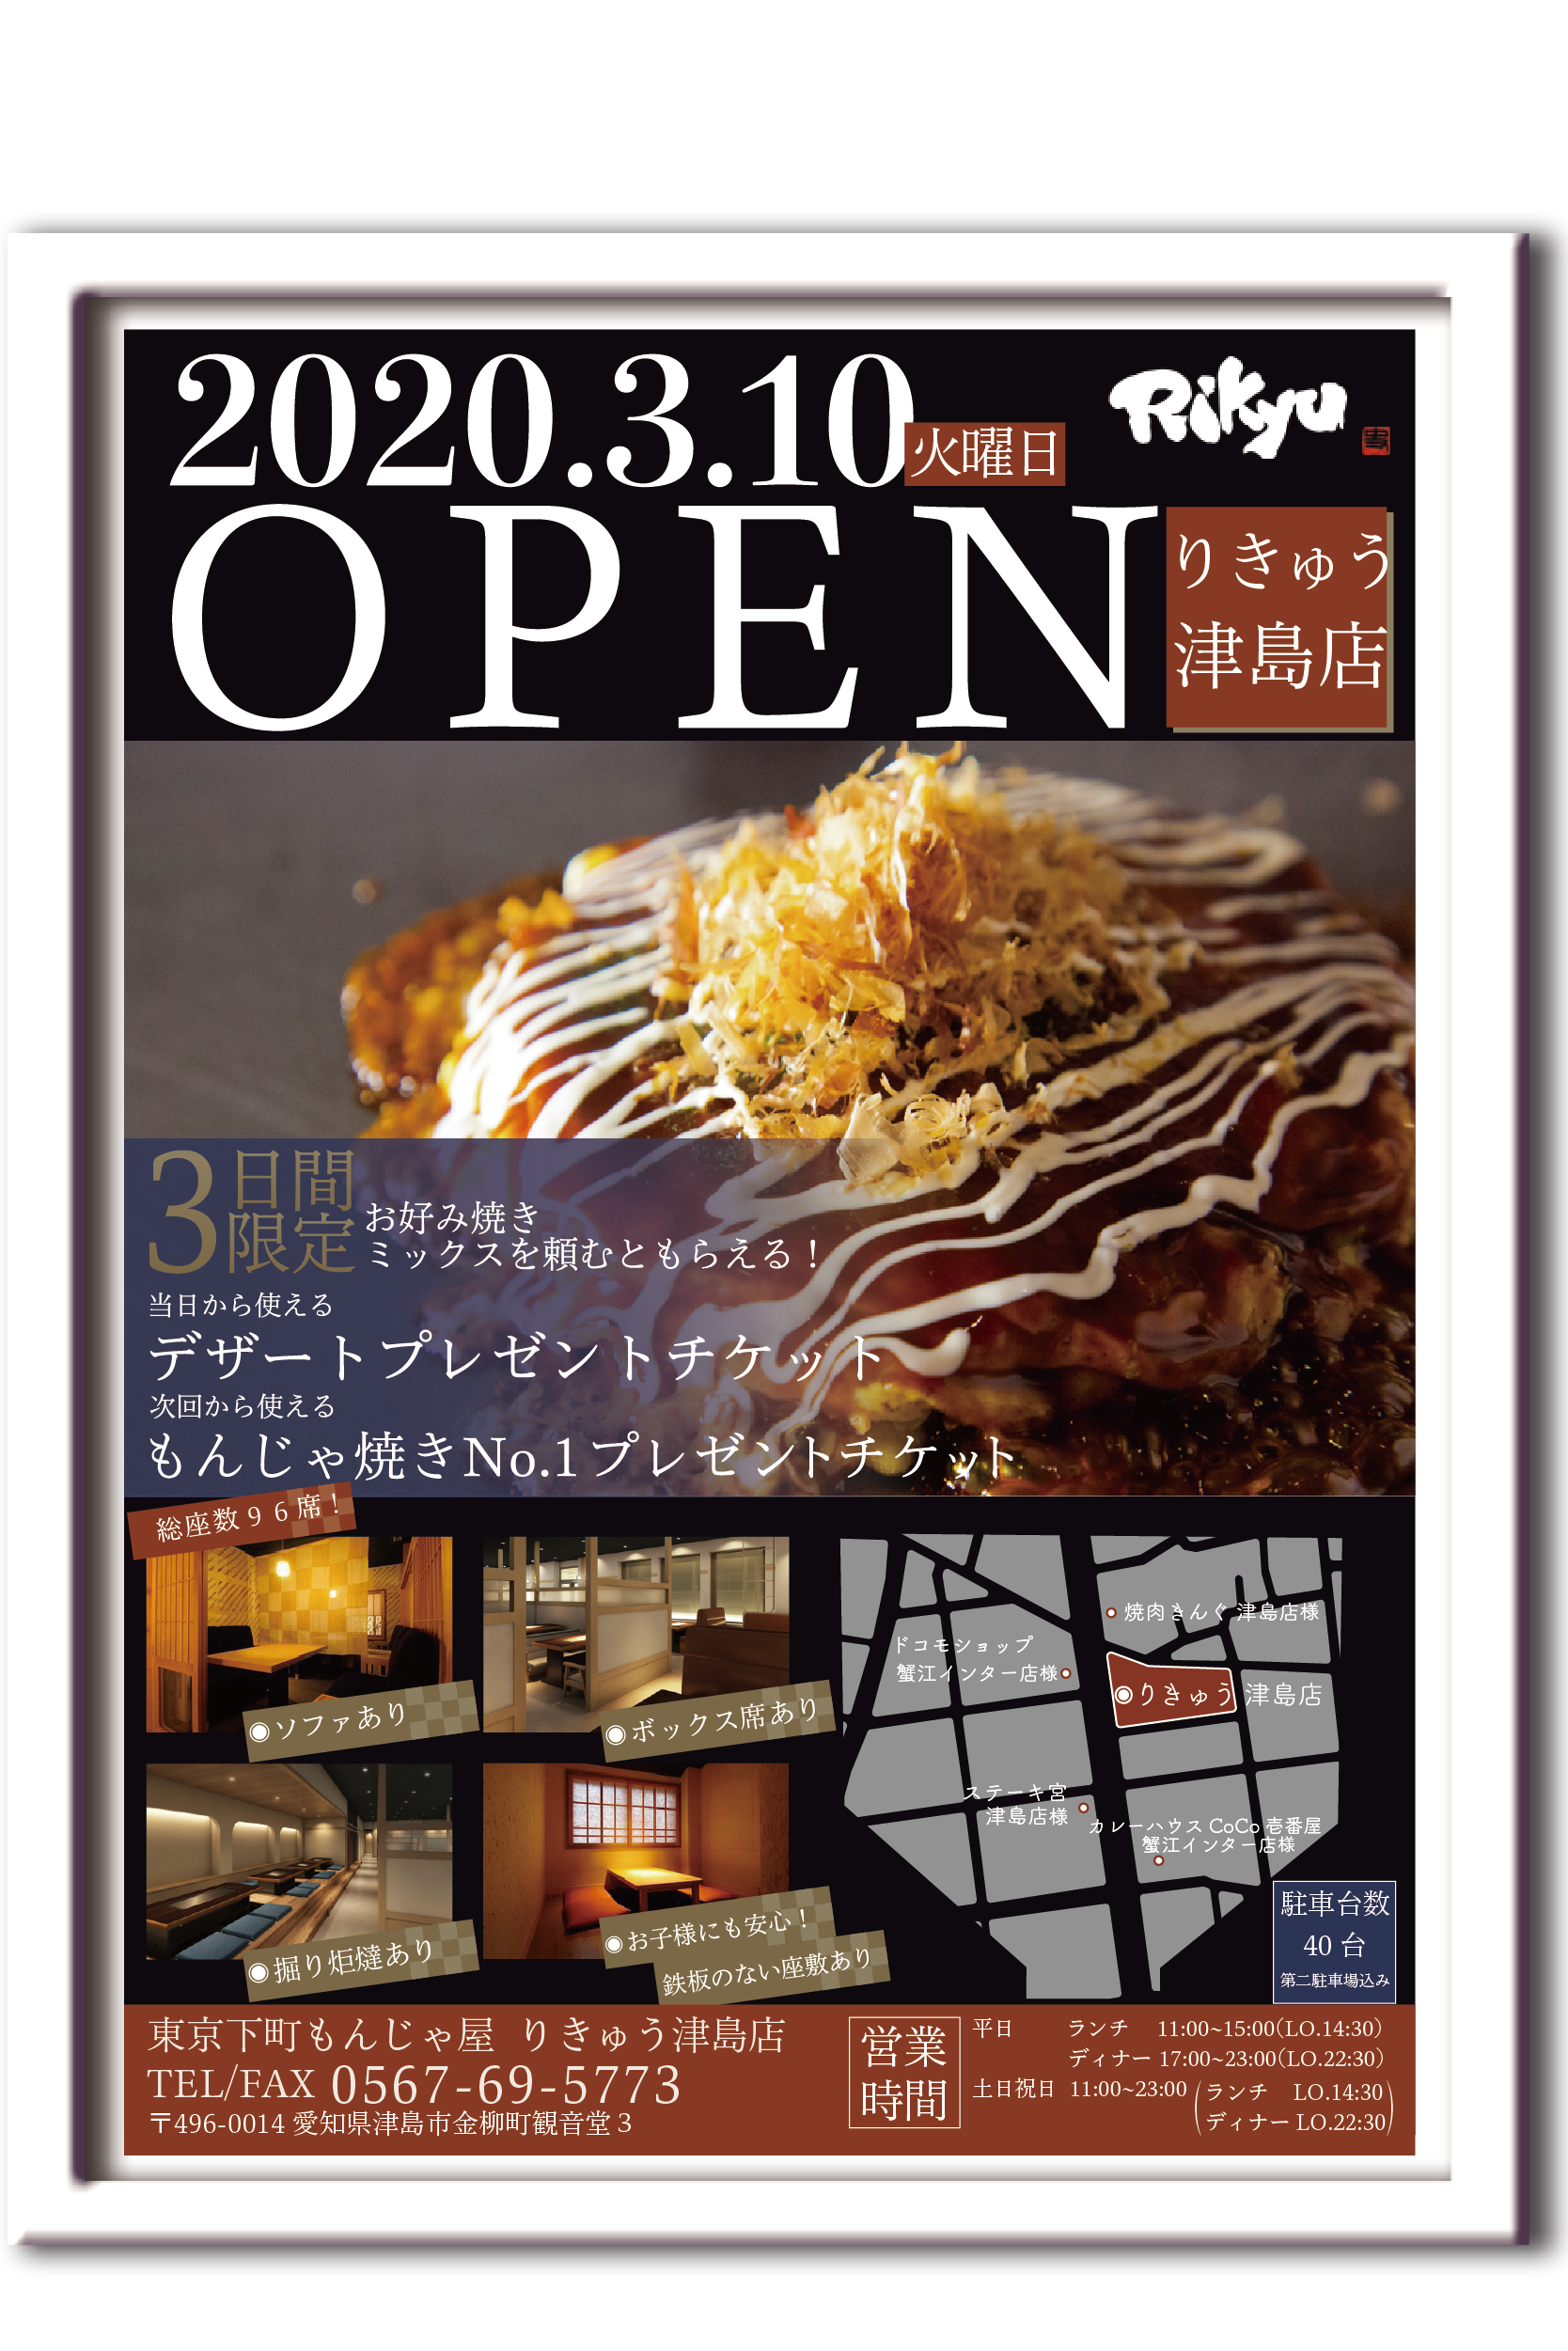 2020.3.10
火曜日
Rikyu
OPEN
りきゅう
津島店
3日間
限定
お好み焼き
ミックスを頼むともらえる！
当日から使える
デザートプレゼントチケット
次回から使える
もんじゃ焼きNo.1プレゼントチケット
総座数９６席！
◉ソファあり
◉ボックス席あり
◉掘り炬燵あり
◉お子様にも安心！
鉄板のない座敷あり
焼肉きんぐ 津島店様
ドコモショップ
蟹江インター店様
◉りきゅう 津島店
ステーキ宮
津島店様
カレーハウス CoCo 壱番屋
蟹江インター店様
駐車台数
40 台
第二駐車場込み
東京下町もんじゃ屋 りきゅう津島店
TEL/FAX 0567-69-5773
〒496-0014 愛知県津島市金柳町観音堂３
営業
時間
平日 ランチ 11:00~15:00（LO.14:30）
ディナー 17:00~23:00（LO.22:30）
土日祝日 11:00~23:00（ランチ LO.14:30
ディナー LO.22:30）